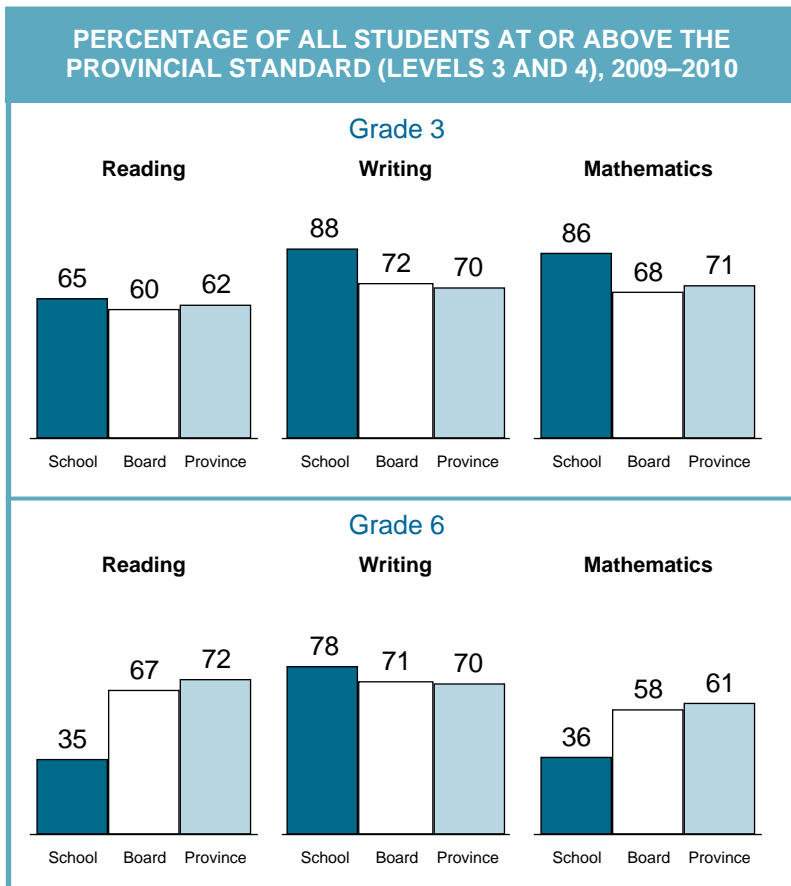 PERCENTAGE OF ALL STUDENTS AT OR ABOVE THE
PROVINCIAL STANDARD (LEVELS 3 AND 4), 2009–2010
Grade 3
Reading Writing Mathematics
65 60 62 88 72 70 86 68 71
School Board Province School Board Province School Board Province
Grade 6
Reading Writing Mathematics
35 67 72 78 71 70 36 58 61
School Board Province School Board Province School Board Province